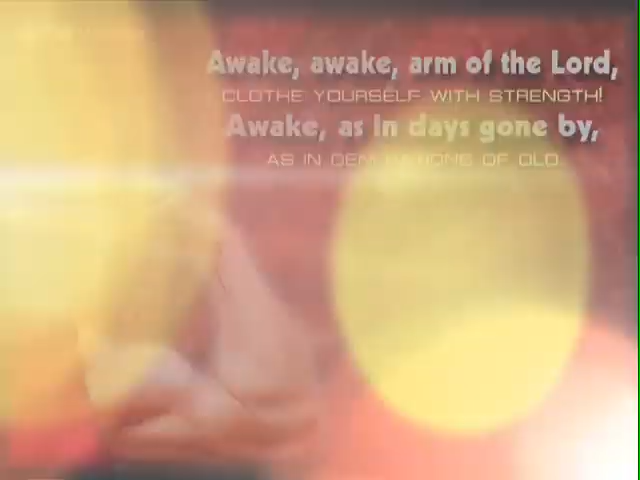 Awake, awake, arm of the Lord,
CLOTHE YOURSELF WITH STRENGTH!
Awake, as in days gone by,
AS IN GENERATIONS OF OLD